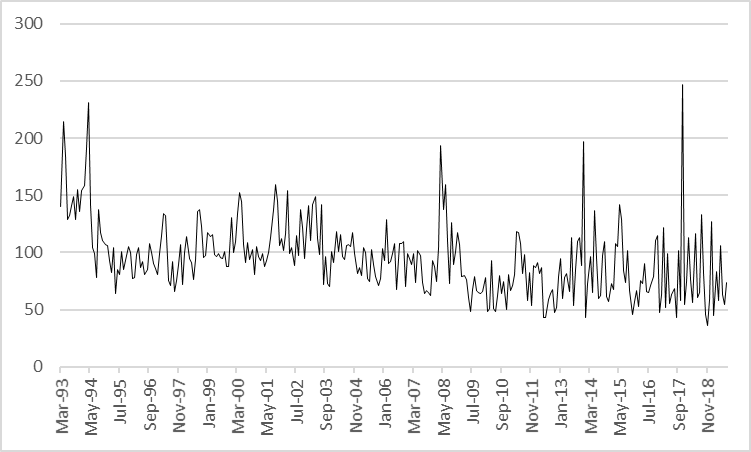 300
250
200
150
100
50
0
Mar-93
May-94
Jul-95
Sep-96
Nov-97
Jan-99
Mar-00
May-01
Jul-02
Sep-03
Nov-04
Jan-06
Mar-07
May-08
Jul-09
Sep-10
Nov-11
Jan-13
Mar-14
May-15
Jul-16
Sep-17
Nov-18